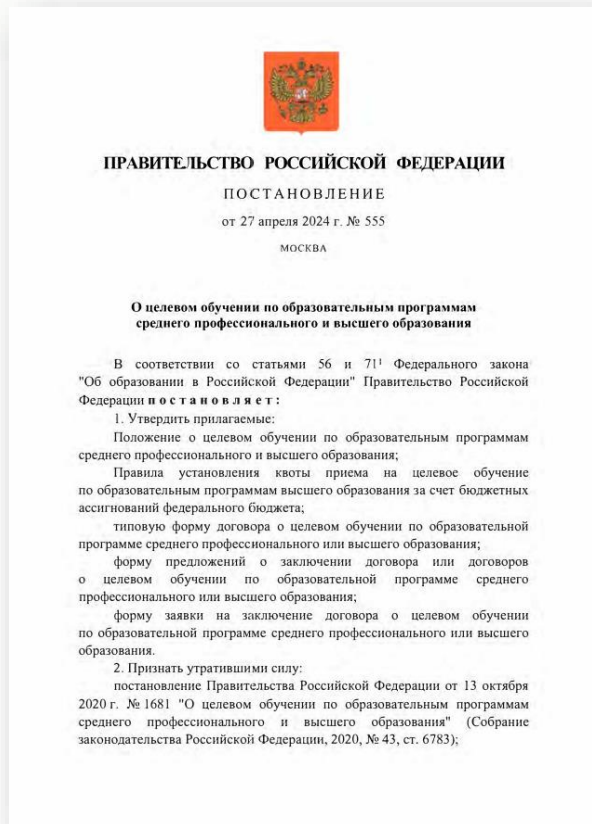 ПРАВИТЕЛЬСТВО РОССИЙСКОЙ ФЕДЕРАЦИИ
ПОСТАНОВЛЕНИЕ
от 27 апреля 2024 г. № 555
МОСКВА
О целевом обучении по образовательным программам
среднего профессионального и высшего образования
В соответствии со статьями 56 и 71¹ Федерального закона
"Об образовании в Российской Федерации" Правительство Российской
Федерации постановляет:
1. Утвердить прилагаемые:
Положение о целевом обучении по образовательным программам
среднего профессионального и высшего образования;
Правила установления квоты приема на целевое обучение
по образовательным программам высшего образования за счет бюджетных
ассигнований федерального бюджета;
типовую форму договора о целевом обучении по образовательной
программе среднего профессионального или высшего образования;
форму предложений о заключении договора или договоров
о целевом обучении по образовательной программе среднего
профессионального или высшего образования;
форму заявки на заключение договора о целевом обучении
по образовательной программе среднего профессионального или высшего
образования.
2. Признать утратившими силу:
постановление Правительства Российской Федерации от 13 октября
2020 г. № 1681 "О целевом обучении по образовательным программам
среднего профессионального и высшего образования" (Собрание
законодательства Российской Федерации, 2020, № 43, ст. 6783);